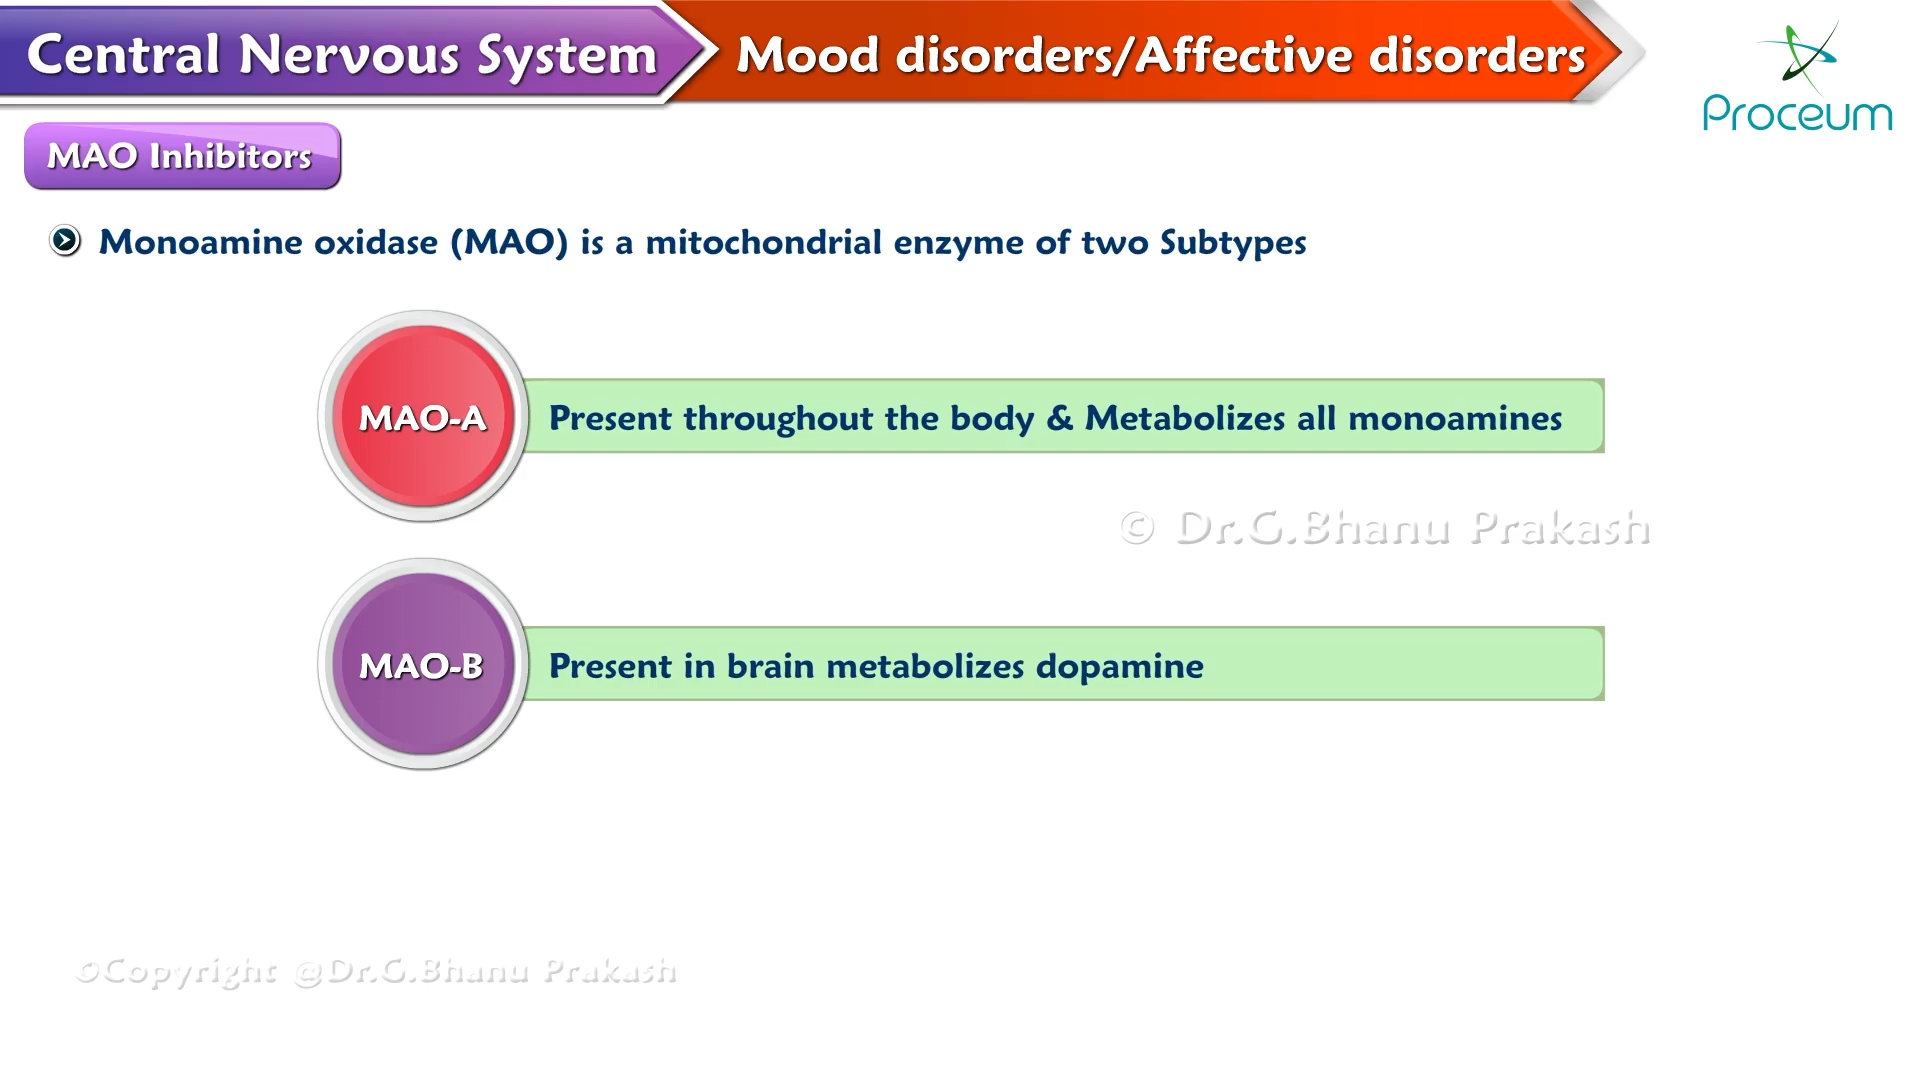 Central Nervous System
Mood disorders/Affective disorders
Proceum
MAO Inhibitors
Monoamine oxidase (MAO) is a mitochondrial enzyme of two Subtypes
MAO-A
Present throughout the body & Metabolizes all monoamines
© Dr.G.Bhanu Prakash
MAO-B
Present in brain metabolizes dopamine
©Copyright @Dr.G.Bhanu Prakash